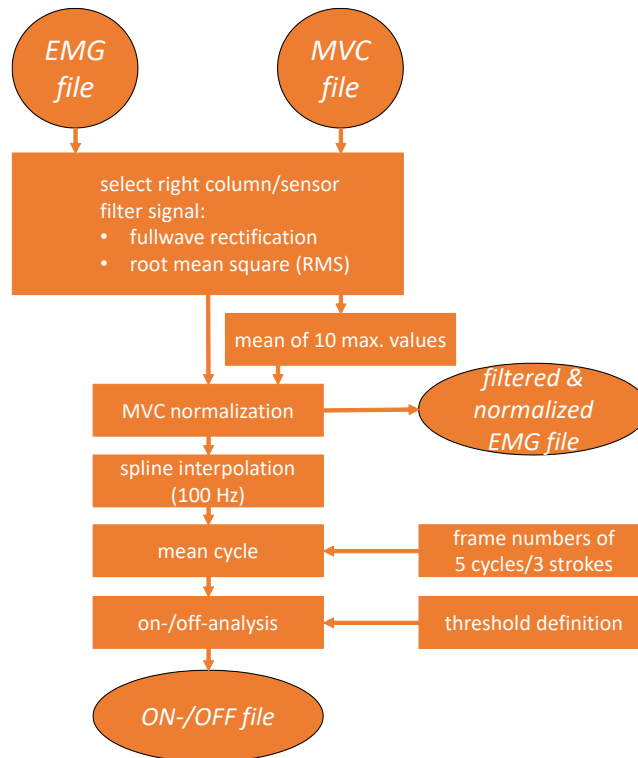 EMG
file
MVC
file
select right column/sensor
filter signal:
• fullwave rectification
• root mean square (RMS)
mean of 10 max. values
MVC normalization
filtered &
normalized
EMG file
spline interpolation
(100 Hz)
mean cycle
frame numbers of
5 cycles/3 strokes
on-/off-analysis
threshold definition
ON-/OFF file